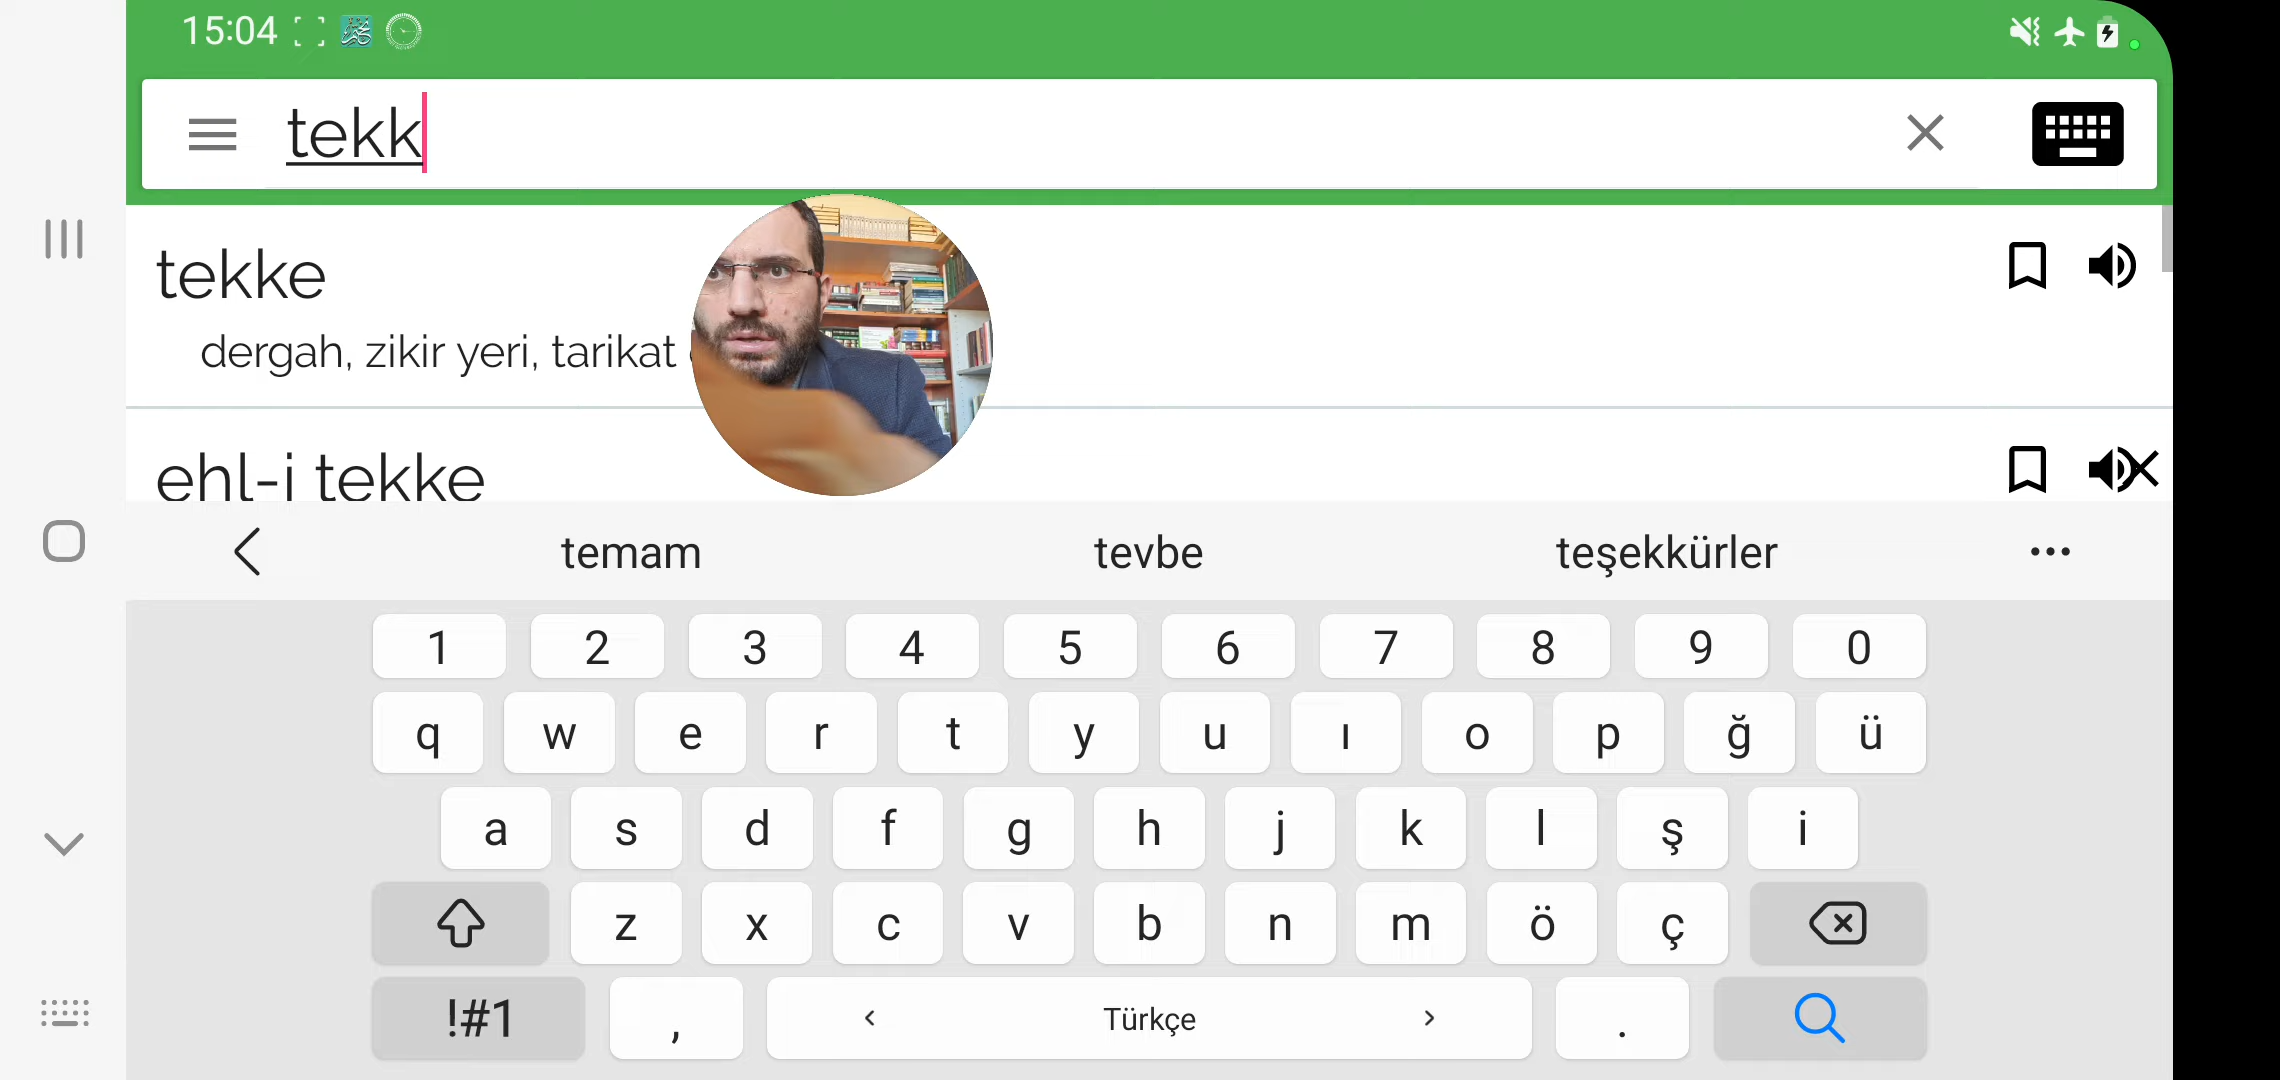 15:04
tekk
tekke
dergah, zikir yeri, tarikat
ehl-i tekke
temam tevbe teşekkürler
1 2 3 4 5 6 7 8 9 0
q w e r t y u ı o p ğ ü
a s d f g h j k l ş i
z x c v b n m ö ç
!#1 , < Türkçe > .